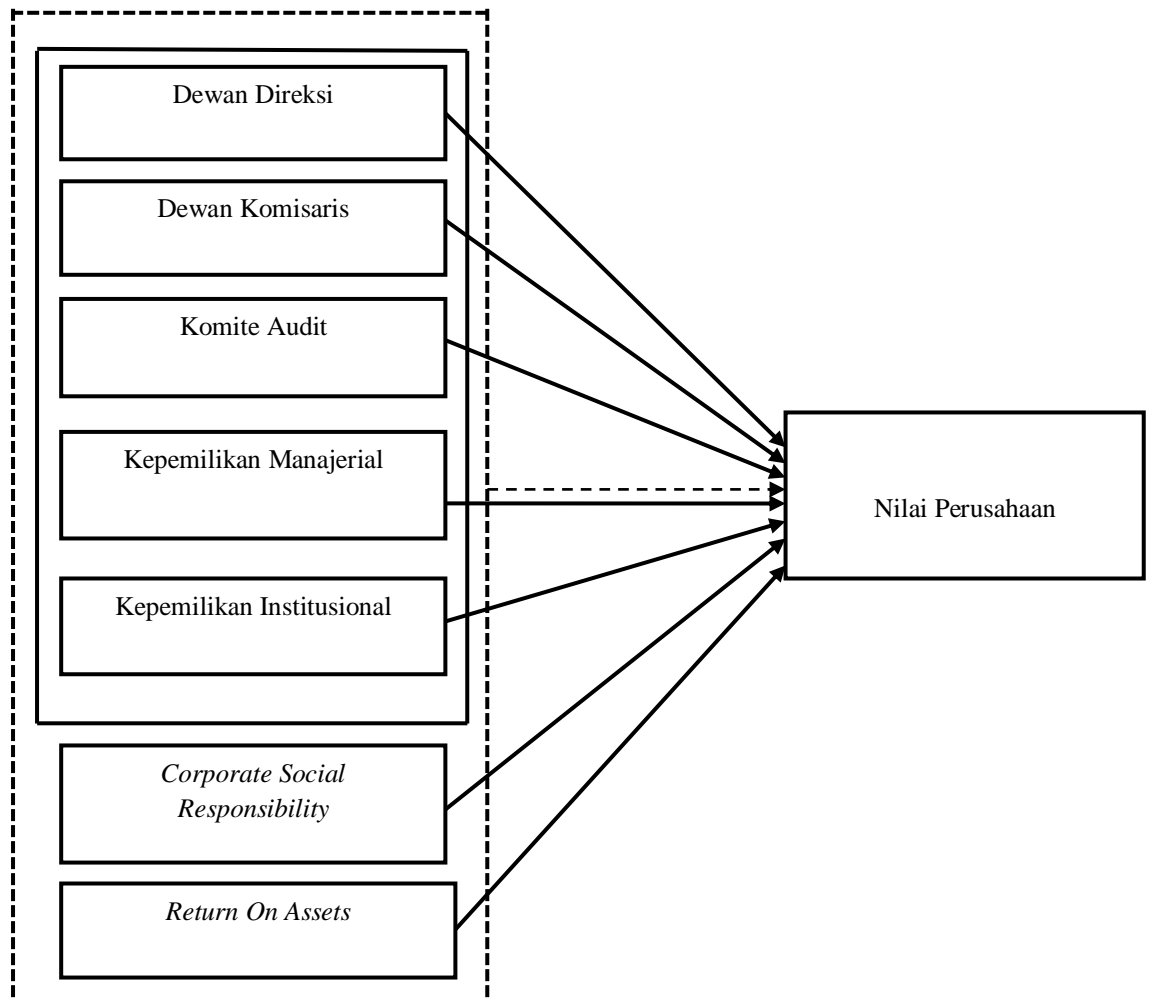 Dewan Direksi
Dewan Komisaris
Komite Audit
Kepemilikan Manajerial
Nilai Perusahaan
Kepemilikan Institusional
Corporate Social
Responsibility
Return On Assets